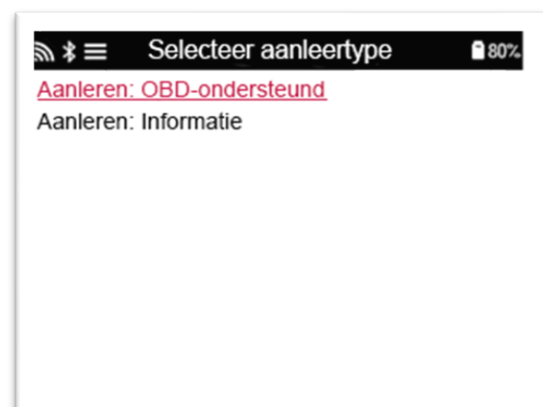 Selecteer aanleertype 80%
Aanleren: OBD-ondersteund
Aanleren: Informatie